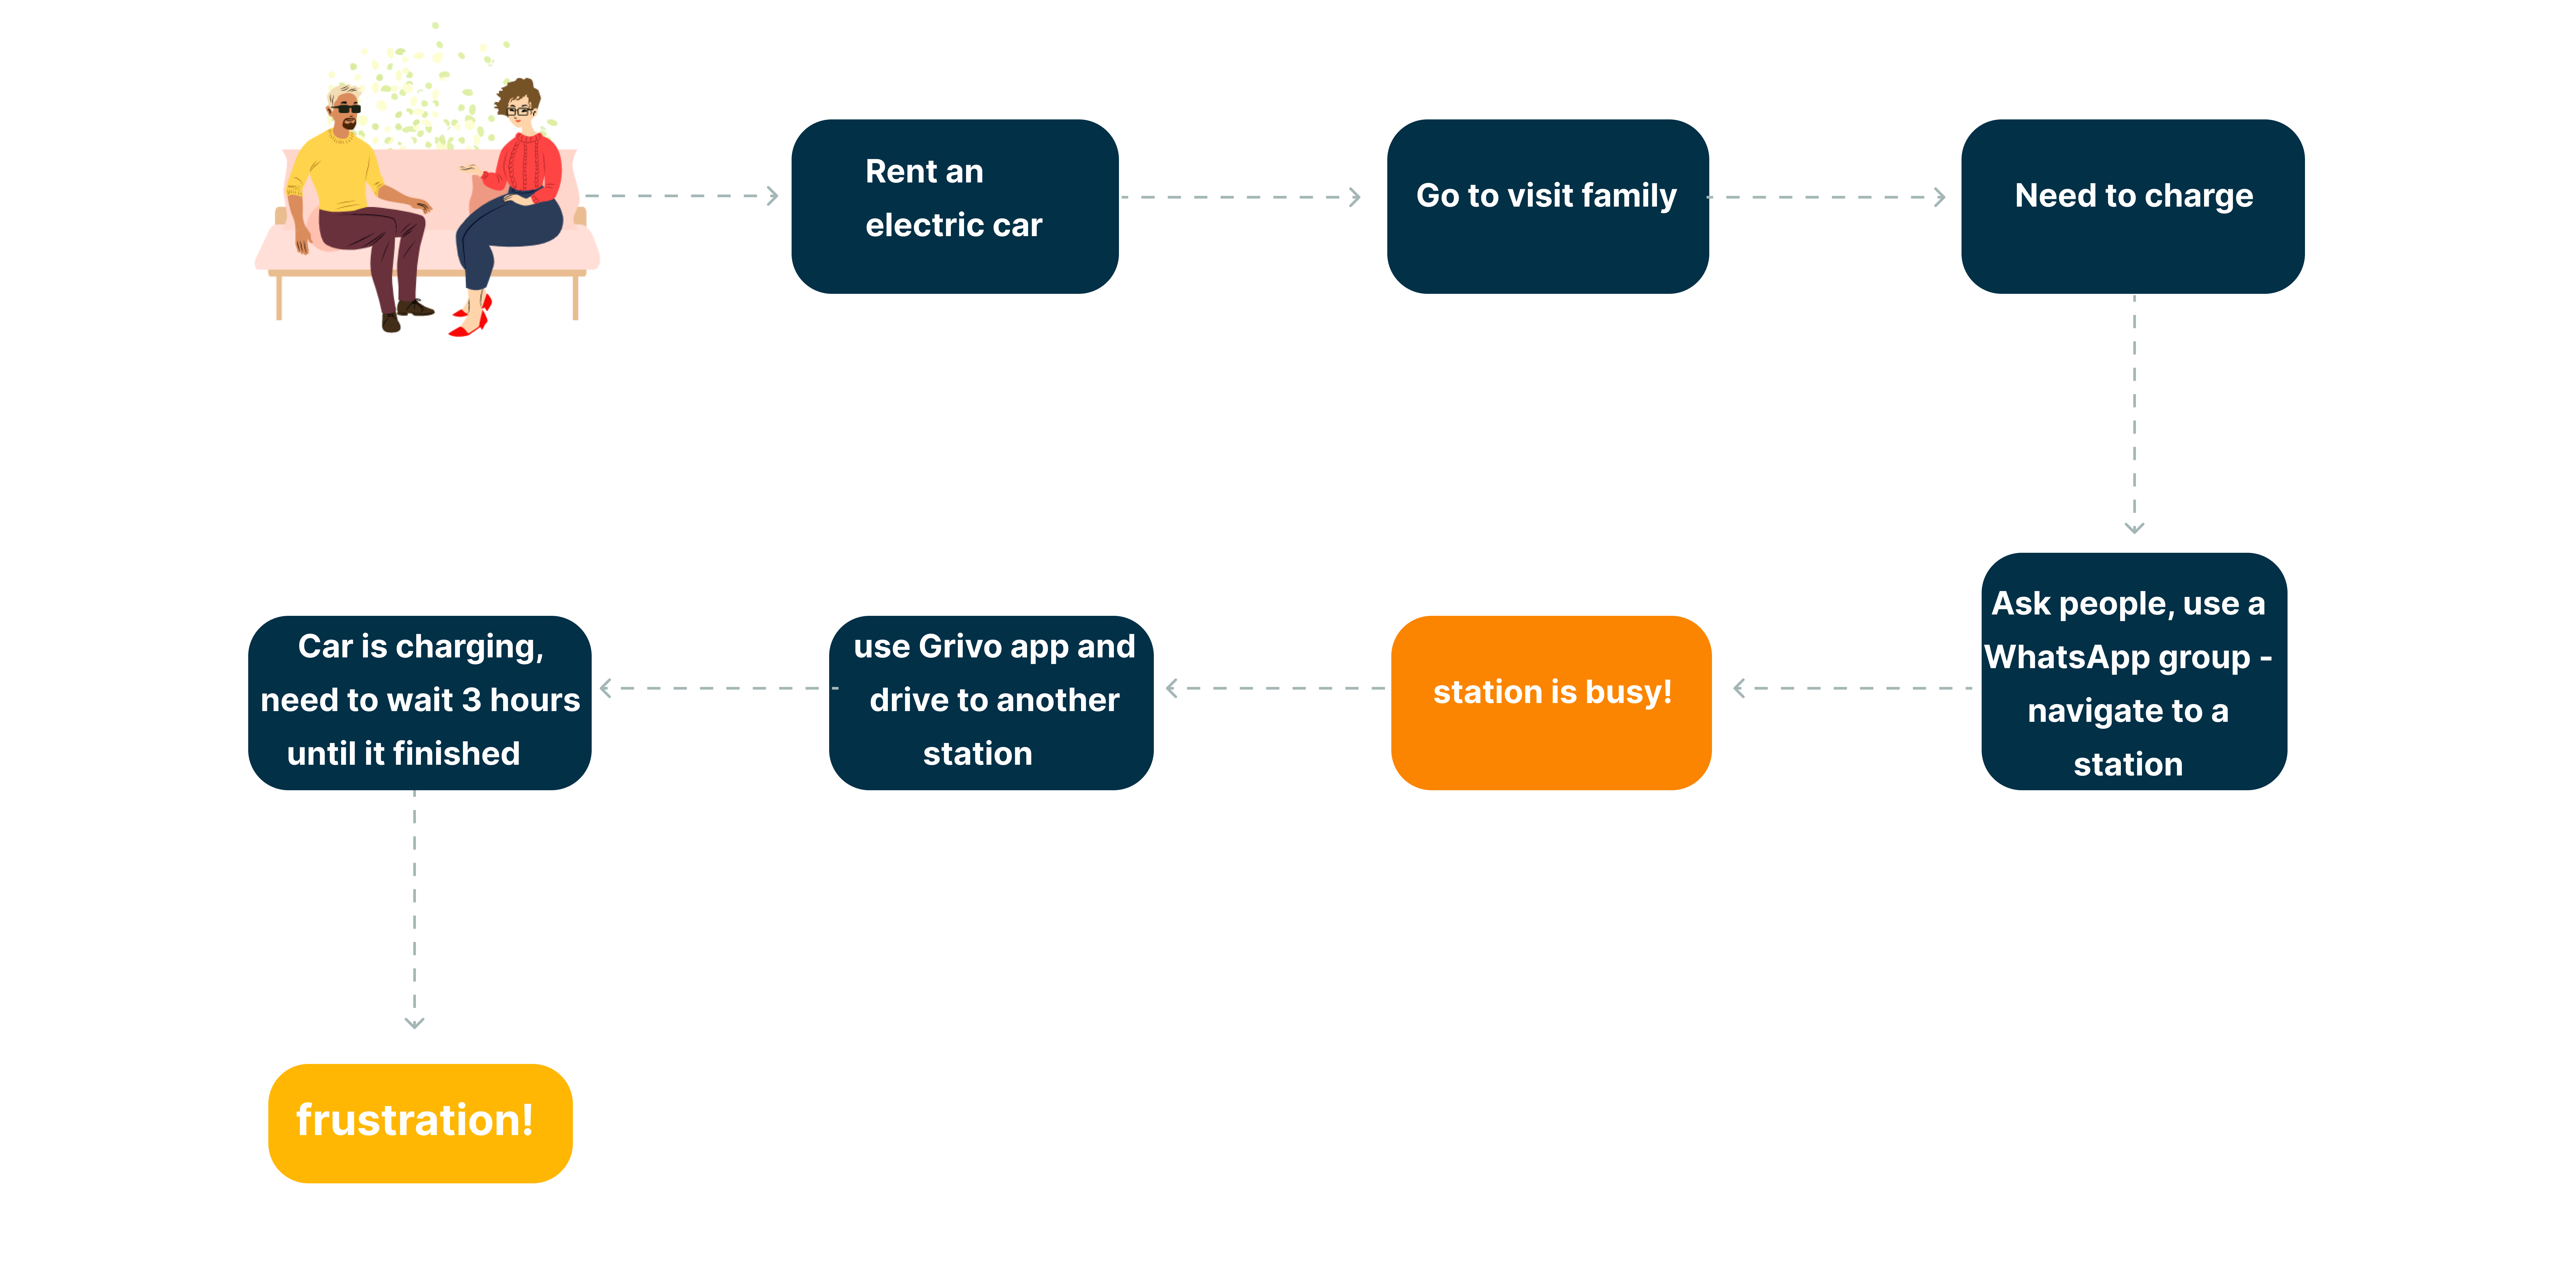 Rent an
electric car
Go to visit family
Need to charge
Ask people, use a
WhatsApp group -
navigate to a
station
station is busy!
use Grivo app and
drive to another
station
Car is charging,
need to wait 3 hours
until it finished
frustration!